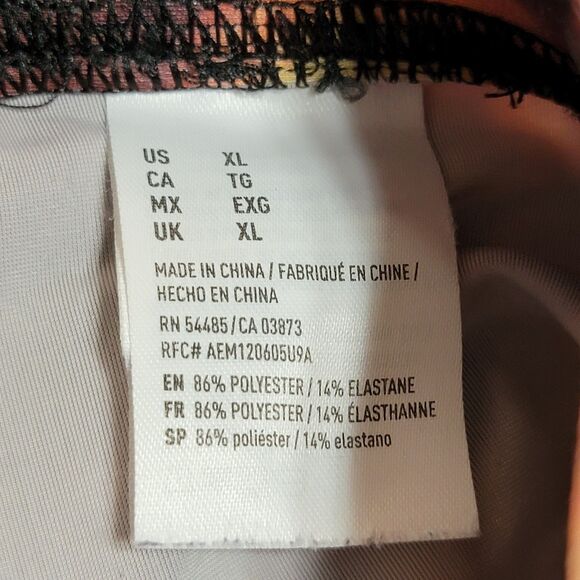 US XL
CA TG
MX EXG
UK XL
MADE IN CHINA / FABRIQUÉ EN CHINE /
HECHO EN CHINA
RN 54485/CA 03873
RFC# AEM120605U9A
EN 86% POLYESTER / 14% ELASTANE
FR 86% POLYESTER / 14% ÉLASTHANNE
SP 86% poliéster / 14% elastano